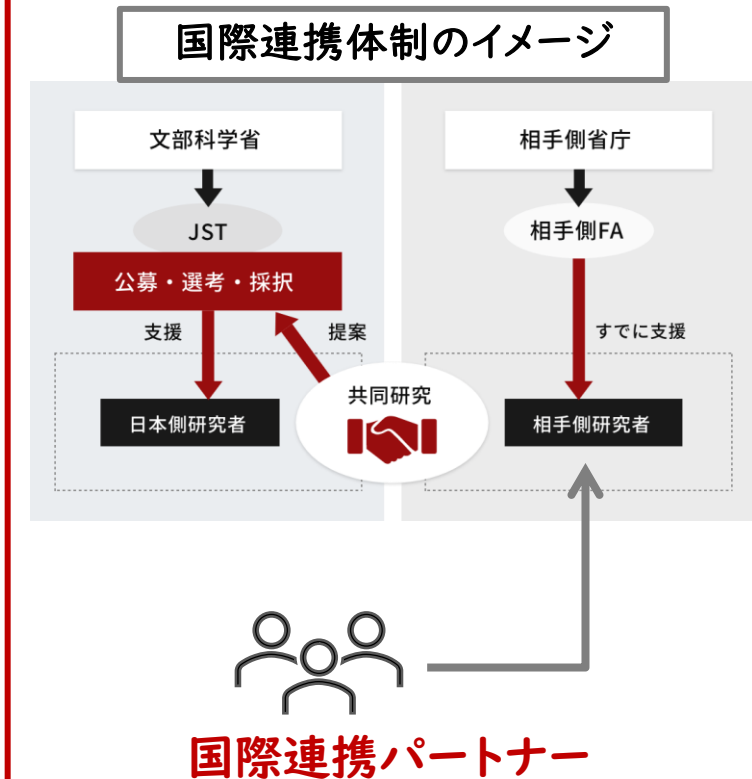 国際連携体制のイメージ
文部科学省
JST
公募・選考・採択
支援
提案
日本側研究者
共同研究
相手側省庁
相手側FA
すでに支援
相手側研究者
国際連携パートナー